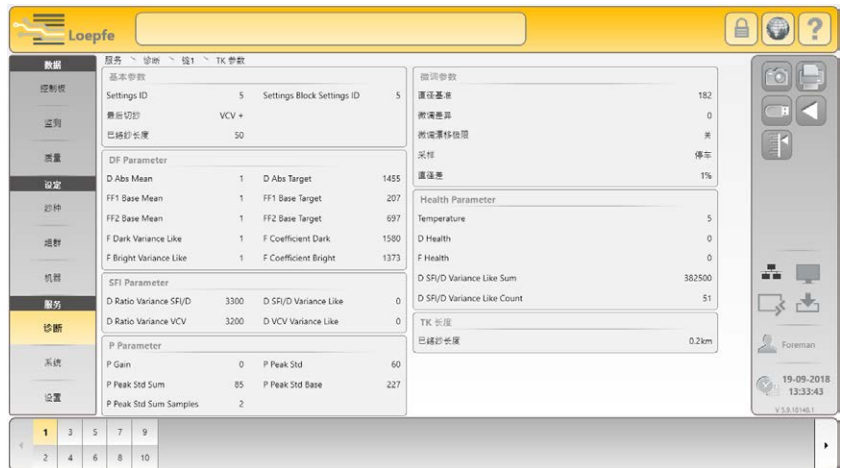 Loepfe
数据
控制板
监测
质量
设定
纱种
组群
机器
服务
诊断
系统
设置
服务 > 诊断 > 锭1 > TK 参数
基本参数
Settings ID 5 Settings Block Settings ID 5
最后切纱 VCV +
已络纱长度 50
DF Parameter
D Abs Mean 1 D Abs Target 1455
FF1 Base Mean 1 FF1 Base Target 207
FF2 Base Mean 1 FF2 Base Target 697
F Dark Variance Like 1 F Coefficient Dark 1580
F Bright Variance Like 1 F Coefficient Bright 1373
SFI Parameter
D Ratio Variance SFI/D 3300 D SFI/D Variance Like 0
D Ratio Variance VCV 3200 D VCV Variance Like 0
P Parameter
P Gain 0 P Peak Std 60
P Peak Std Sum 85 P Peak Std Base 227
P Peak Std Sum Samples 2
微调参数
直径基准 182
微调差异 0
微调漂移极限 关
采样 停车
直径差 1%
Health Parameter
Temperature 5
D Health 0
F Health 0
D SFI/D Variance Like Sum 382500
D SFI/D Variance Like Count 51
TK 长度
已络纱长度 0.2km
Foreman
19-09-2018
13:33:43
V 5.9.10140.1
1 3 5 7 9
2 4 6 8 10